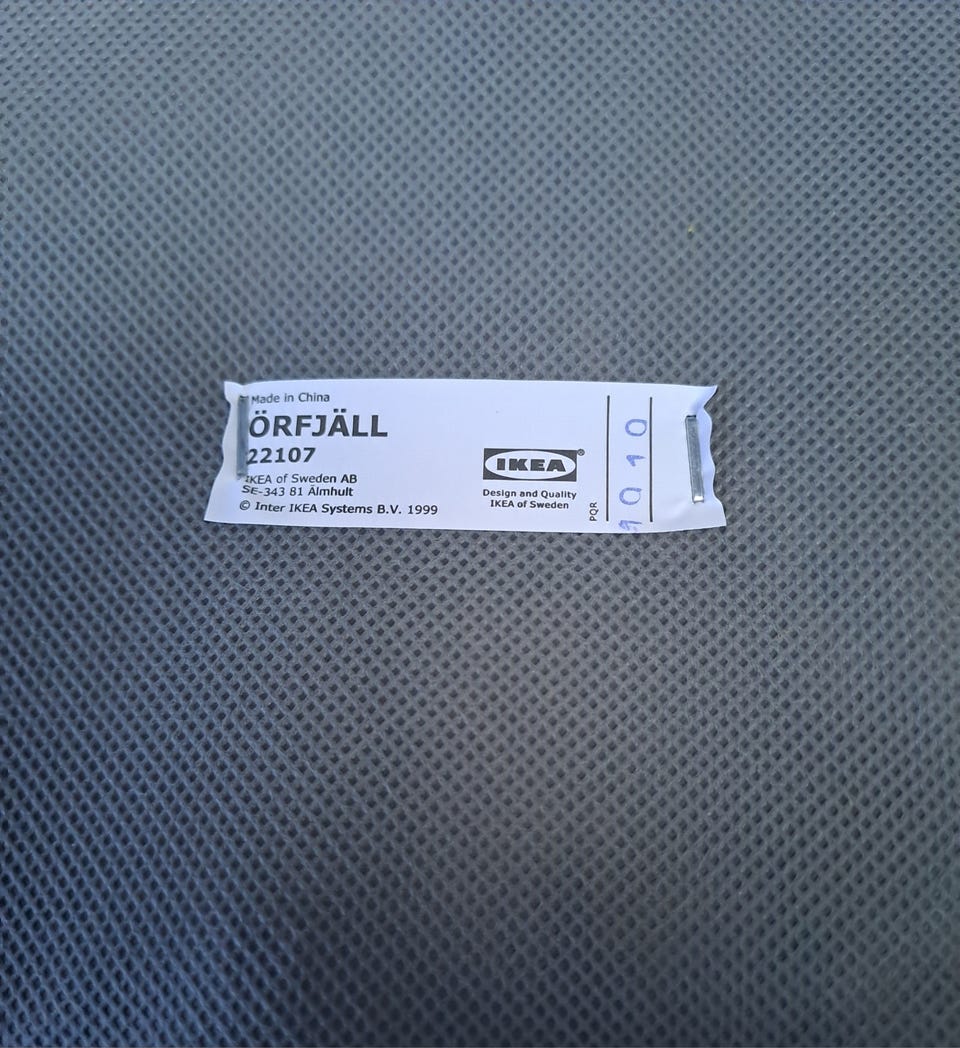 Made in China
ÖRFJÄLL
22107
IKEA of Sweden AB
SE-343 81 Älmhult
© Inter IKEA Systems B.V. 1999
IKEA®
Design and Quality
IKEA of Sweden
PQR
1010